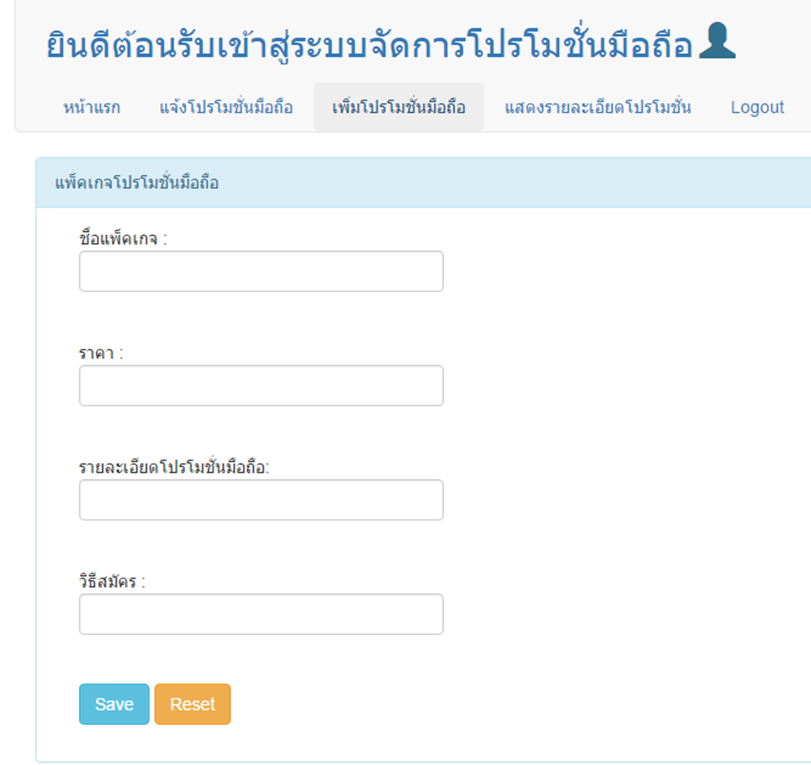 ยินดีต้อนรับเข้าสู่ระบบจัดการโปรโมชั่นมือถือ
หน้าแรก แจ้งโปรโมชั่นมือถือ เพิ่มโปรโมชั่นมือถือ แสดงรายละเอียดโปรโมชั่น Logout
แพ็คเกจโปรโมชั่นมือถือ
ชื่อแพ็คเกจ :
ราคา :
รายละเอียดโปรโมชั่นมือถือ:
วิธีสมัคร :
Save Reset